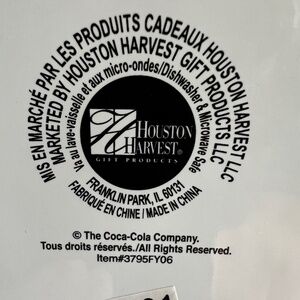 MIS EN MARCHÉ PAR LES PRODUITS CADEAUX HOUSTON HARVEST LLC
MARKETED BY HOUSTON HARVEST GIFT PRODUCTS LLC
Va au lave-vaisselle et aux micro-ondes/Dishwasher & Microwave Safe
HOUSTON
HARVEST®
GIFT PRODUCTS
FRANKLIN PARK, IL 60131
FABRIQUÉ EN CHINE / MADE IN CHINA
© The Coca-Cola Company.
Tous droits réservés./All Rights Reserved.
Item#3795FY06